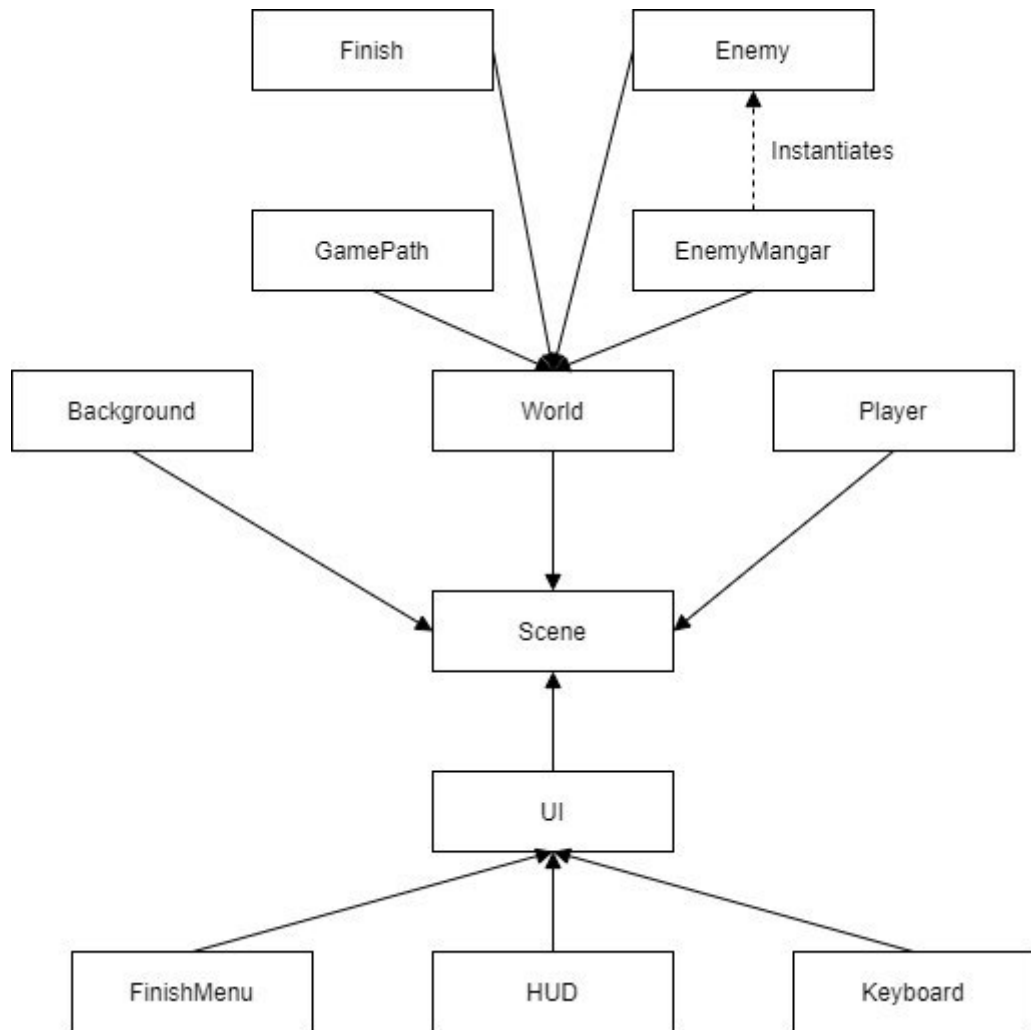 Finish
Enemy
Instantiates
GamePath
EnemyMangar
Background
World
Player
Scene
UI
FinishMenu
HUD
Keyboard